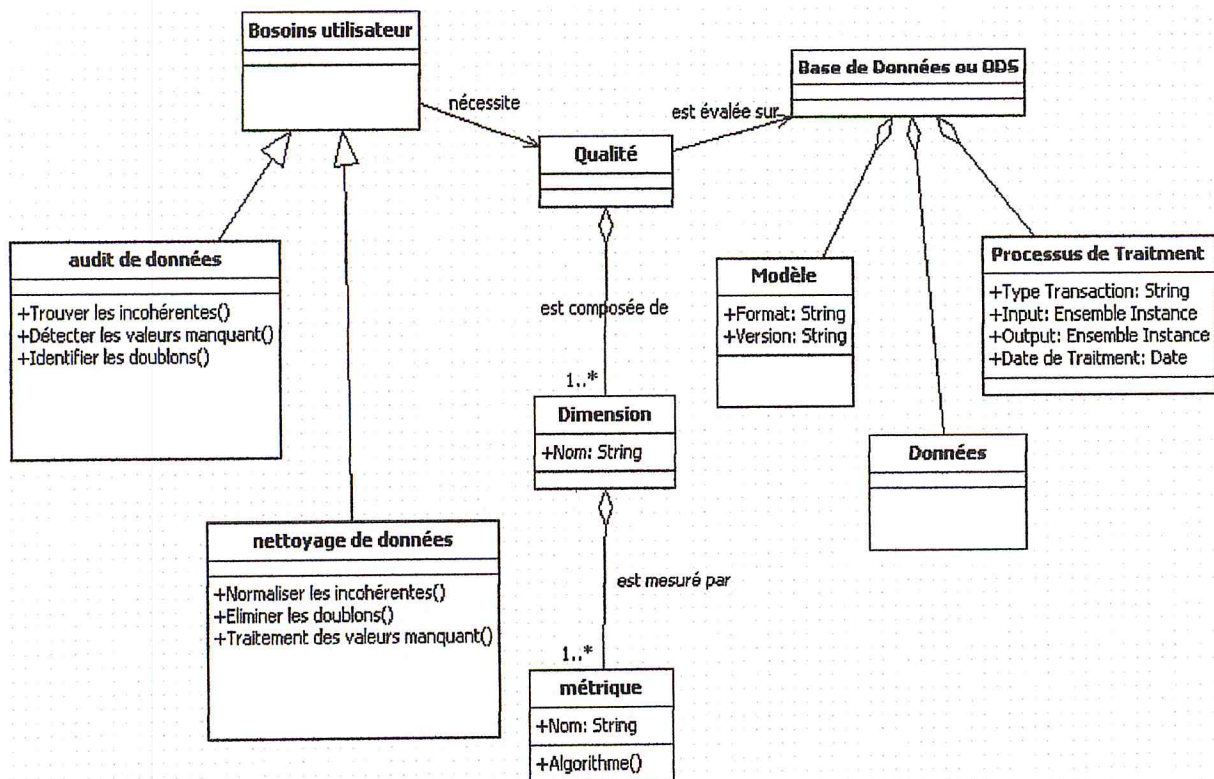 Bosoins utilisateur
nécessite
Qualité
est évalée sur
Base de Données ou ODS
audit de données
+Trouver les incohérentes()
+Détecter les valeurs manquant()
+Identifier les doublons()
nettoyage de données
+Normaliser les incohérentes()
+Eliminer les doublons()
+Traitement des valeurs manquant()
est composée de
1..*
Dimension
+Nom: String
est mesuré par
1..*
métrique
+Nom: String
+Algorithme()
Modèle
+Format: String
+Version: String
Processus de Traitment
+Type Transaction: String
+Input: Ensemble Instance
+Output: Ensemble Instance
+Date de Traitment: Date
Données